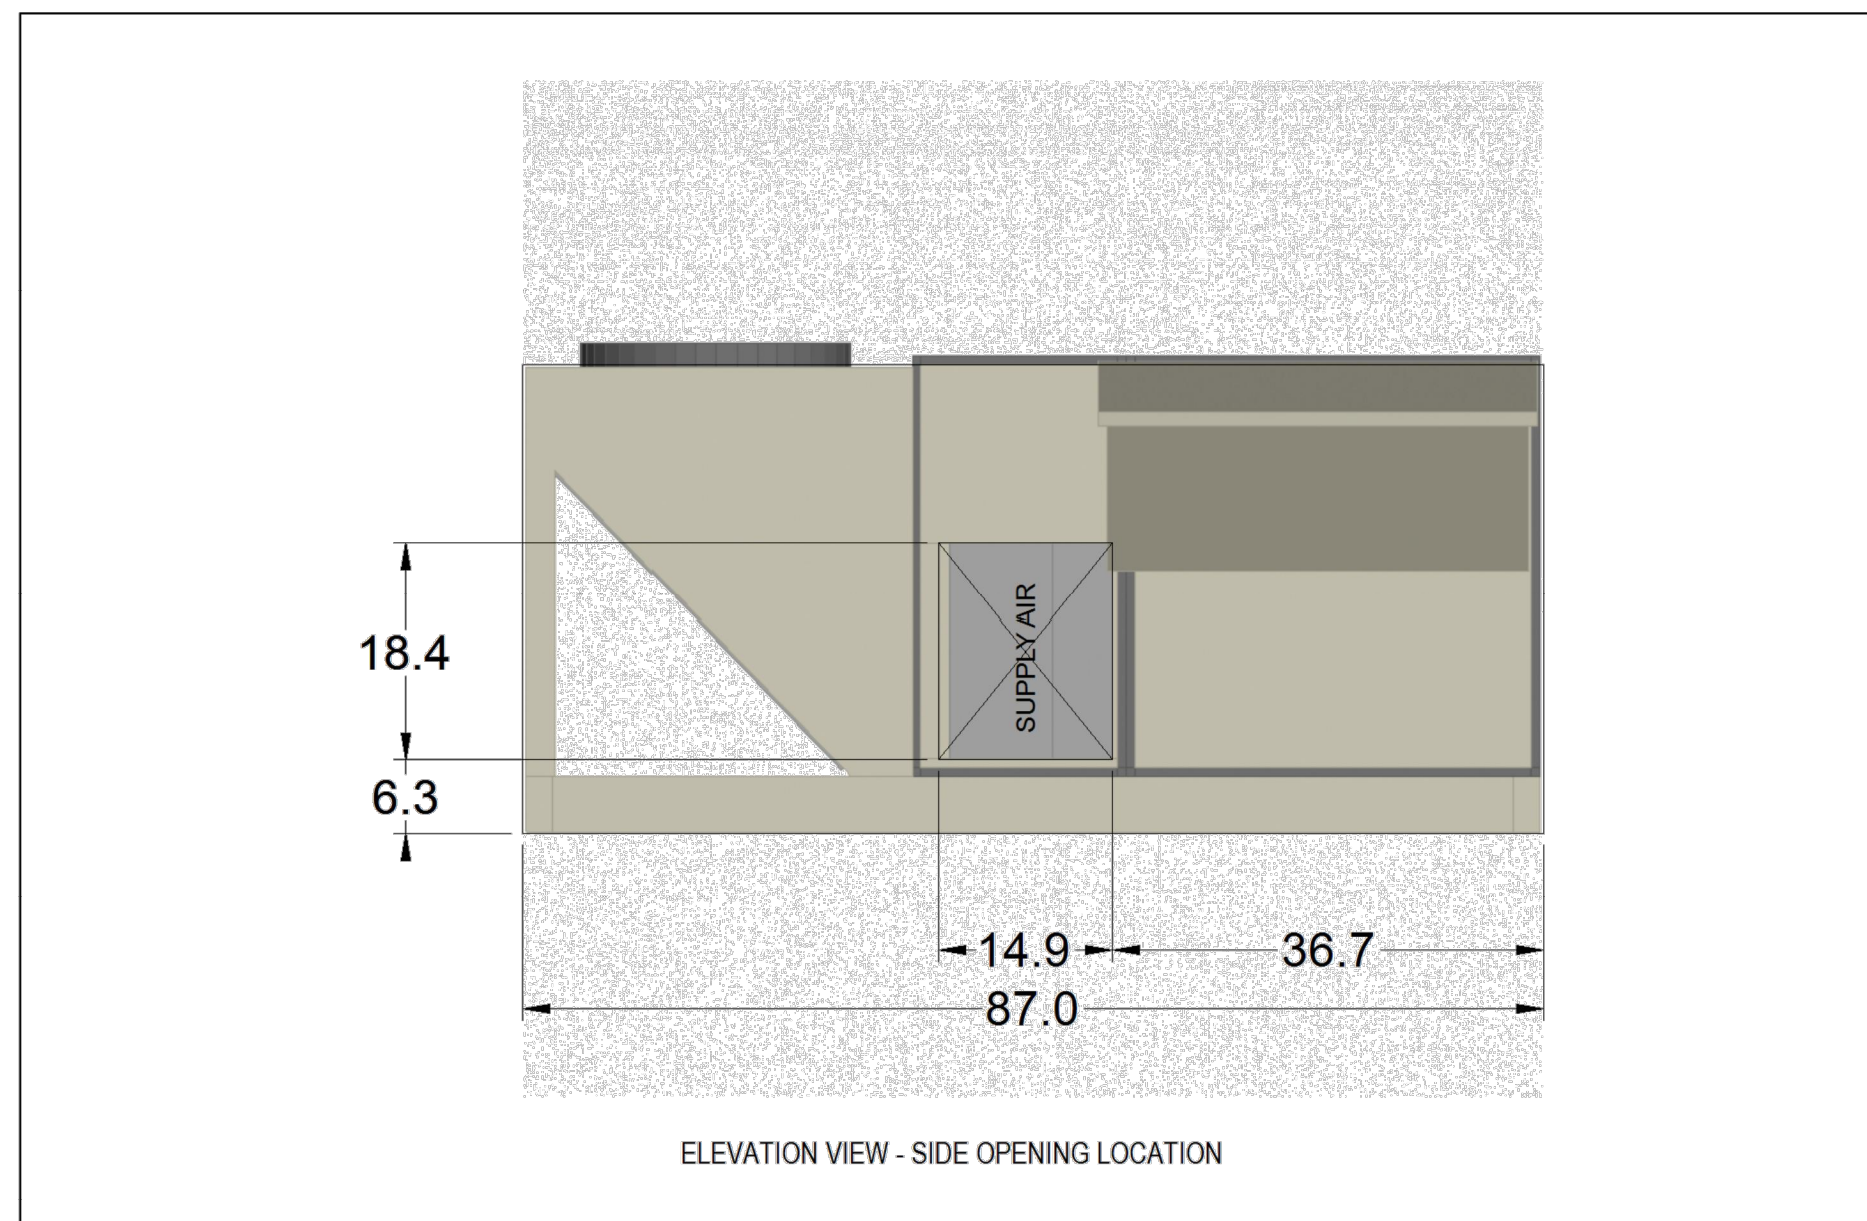 18.4
SUPPLY AIR
6.3
14.9
36.7
87.0
ELEVATION VIEW - SIDE OPENING LOCATION